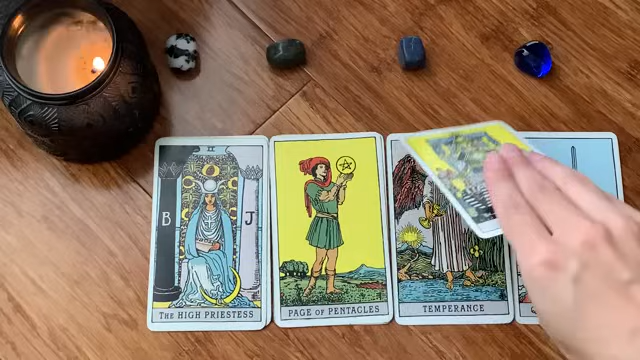 II
B
J
THE HIGH PRIESTESS
PAGE OF PENTACLES
TEMPERANCE